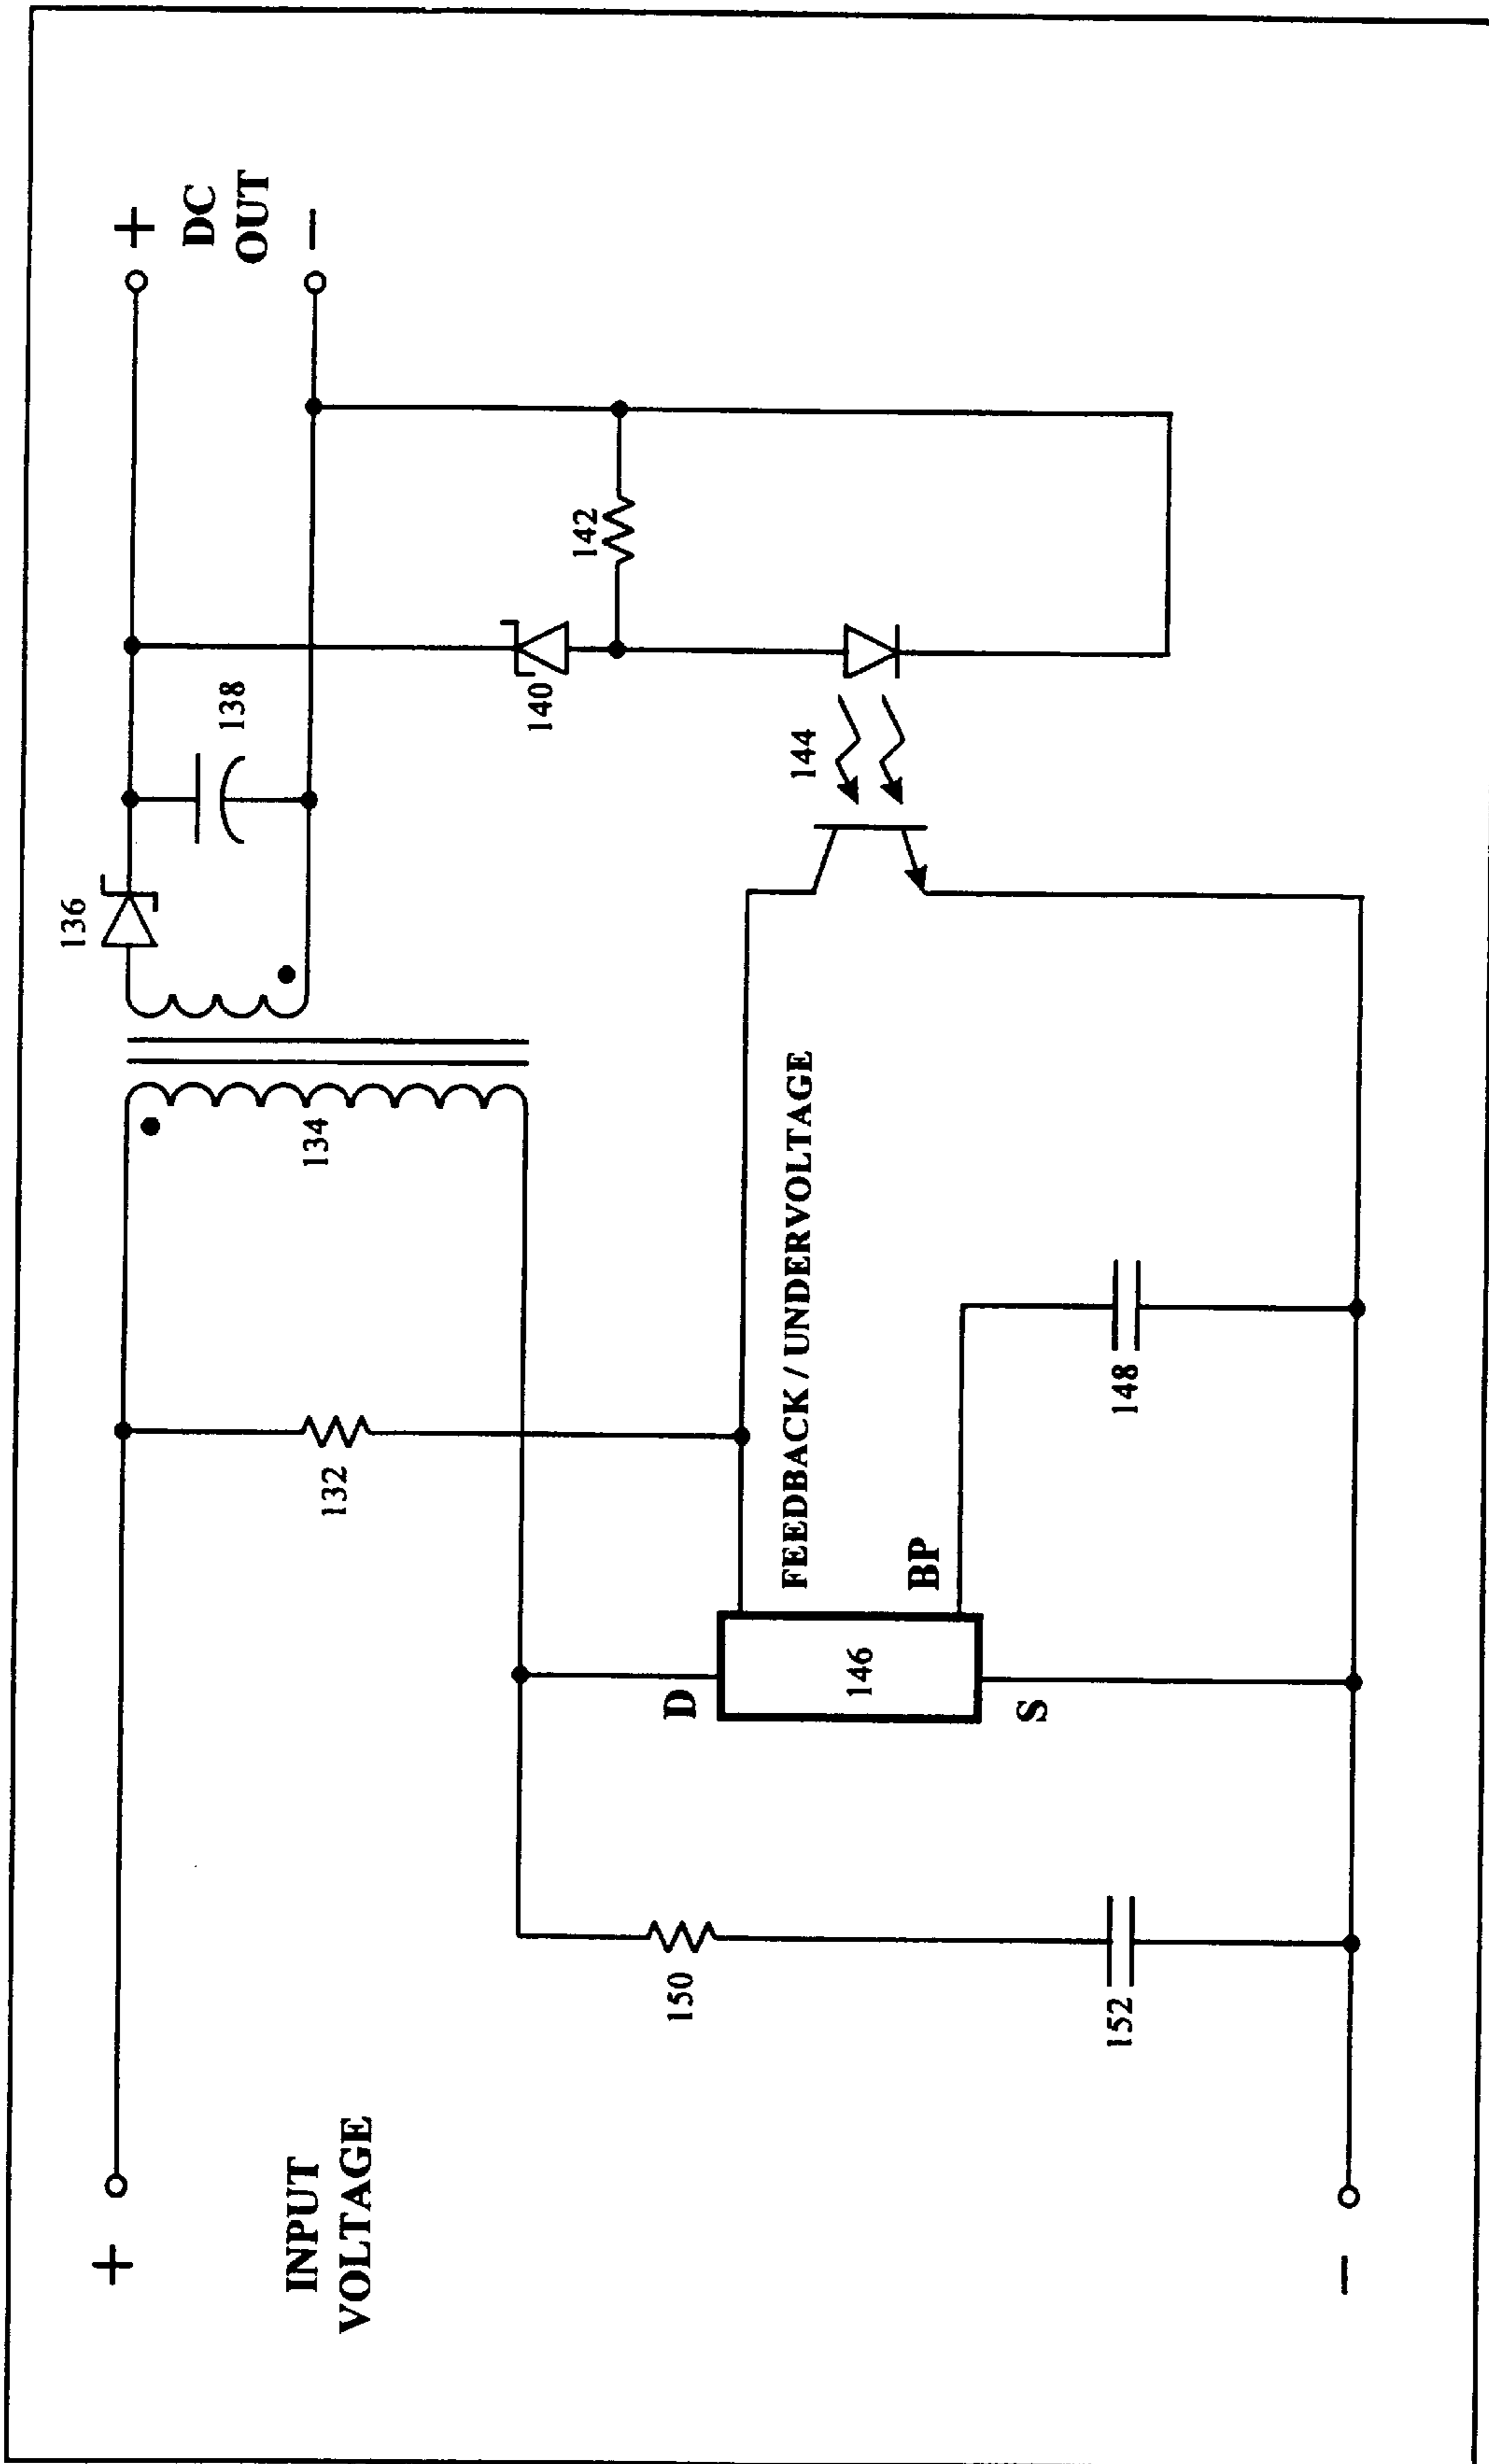 +
INPUT
VOLTAGE
-
132
134
136
138
+
DC
OUT
-
140
142
144
FEEDBACK / UNDERVOLTAGE
D
146
BP
S
148
150
152